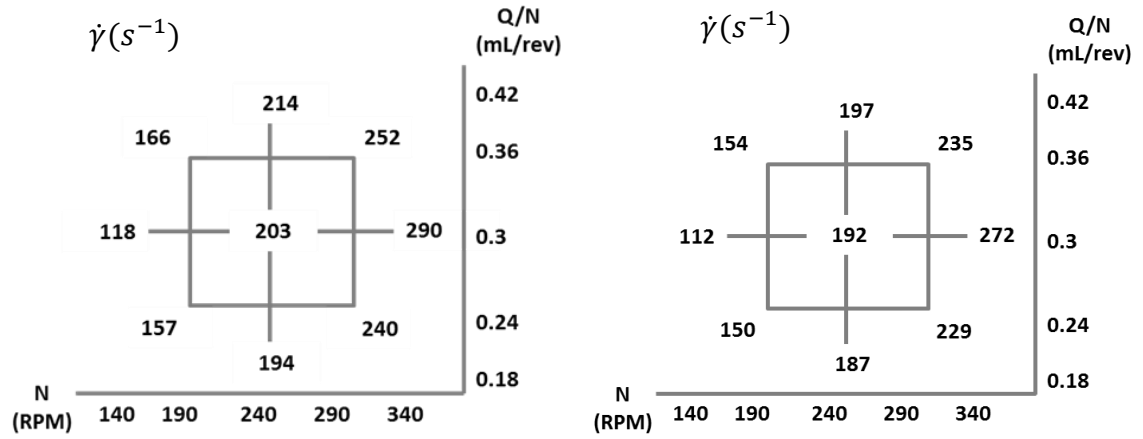 γ̇(s⁻¹)
Q/N
(mL/rev)
214
0.42
166
252
0.36
118
203
290
0.3
157
240
0.24
194
0.18
N
(RPM)
140 190 240 290 340
γ̇(s⁻¹)
Q/N
(mL/rev)
197
0.42
154
235
0.36
112
192
272
0.3
150
229
0.24
187
0.18
N
(RPM)
140 190 240 290 340